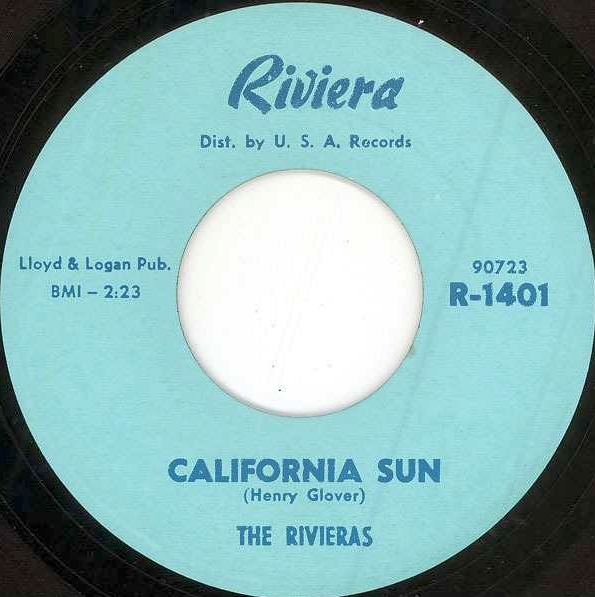 Riviera
Dist. by U. S. A. Records
Lloyd & Logan Pub.
BMI – 2:23
90723
R-1401
CALIFORNIA SUN
(Henry Glover)
THE RIVIERAS